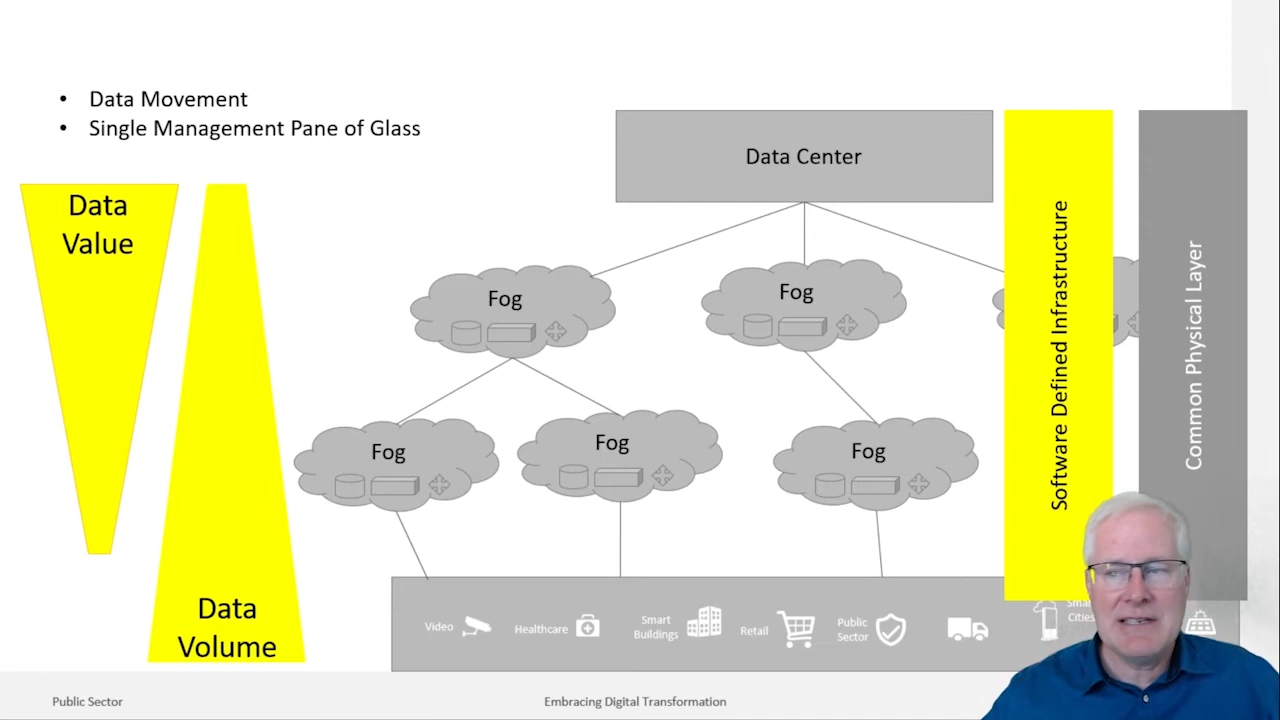 Data Movement
Single Management Pane of Glass
Data
Value
Data
Volume
Data Center
Fog
Fog
Fog
Fog
Fog
Software Defined Infrastructure
Common Physical Layer
Video
Healthcare
Smart
Buildings
Retail
Public
Sector
Cities
Public Sector
Embracing Digital Transformation